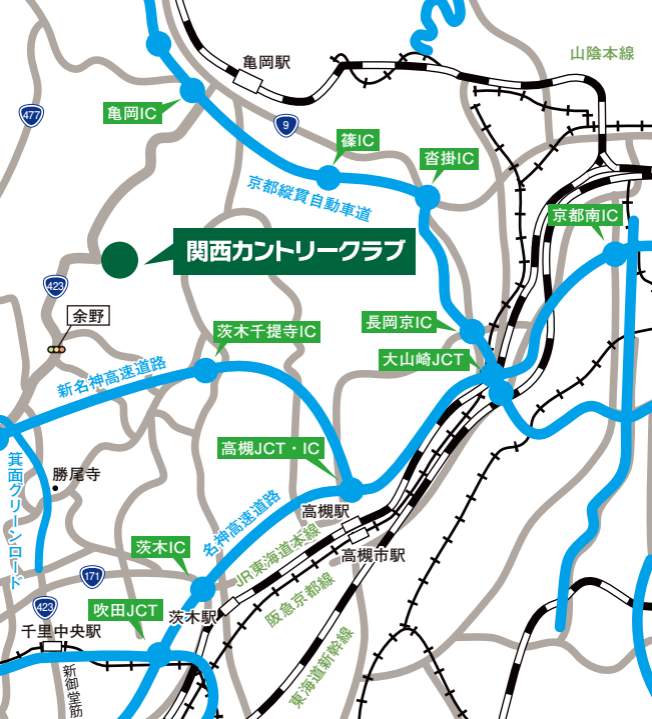 亀岡駅
山陰本線
亀岡IC
477
9
篠IC
沓掛IC
京都縦貫自動車道
京都南IC
関西カントリークラブ
423
余野
長岡京IC
茨木千提寺IC
大山崎JCT
新名神高速道路
高槻JCT・IC
箕面グリーンロード
勝尾寺
名神高速道路
高槻駅
JR東海道本線
高槻市駅
茨木IC
171
阪急京都線
423
吹田JCT
茨木駅
千里中央駅
東海道新幹線
新御堂筋